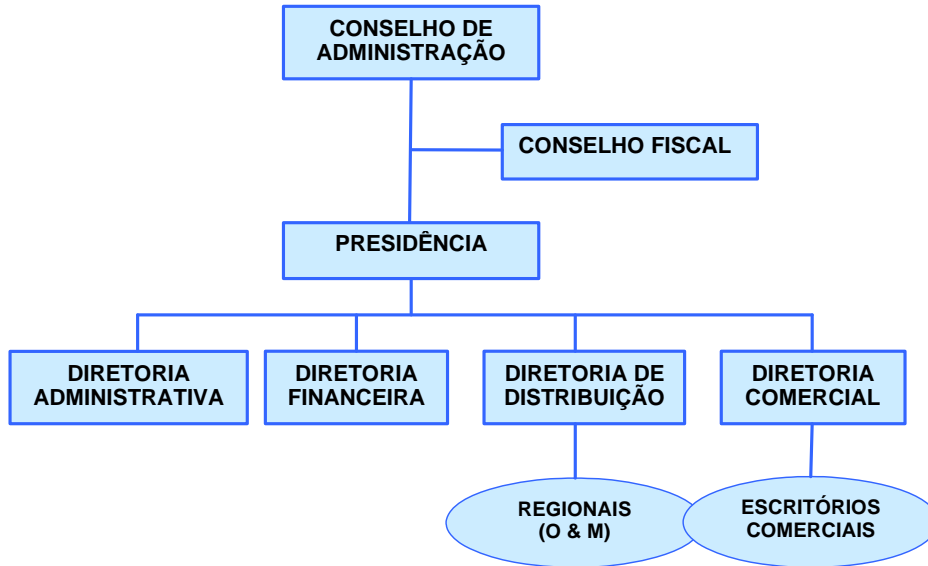 CONSELHO DE
ADMINISTRAÇÃO
CONSELHO FISCAL
PRESIDÊNCIA
DIRETORIA
ADMINISTRATIVA
DIRETORIA
FINANCEIRA
DIRETORIA DE
DISTRIBUIÇÃO
DIRETORIA
COMERCIAL
REGIONAIS
(O & M)
ESCRITÓRIOS
COMERCIAIS